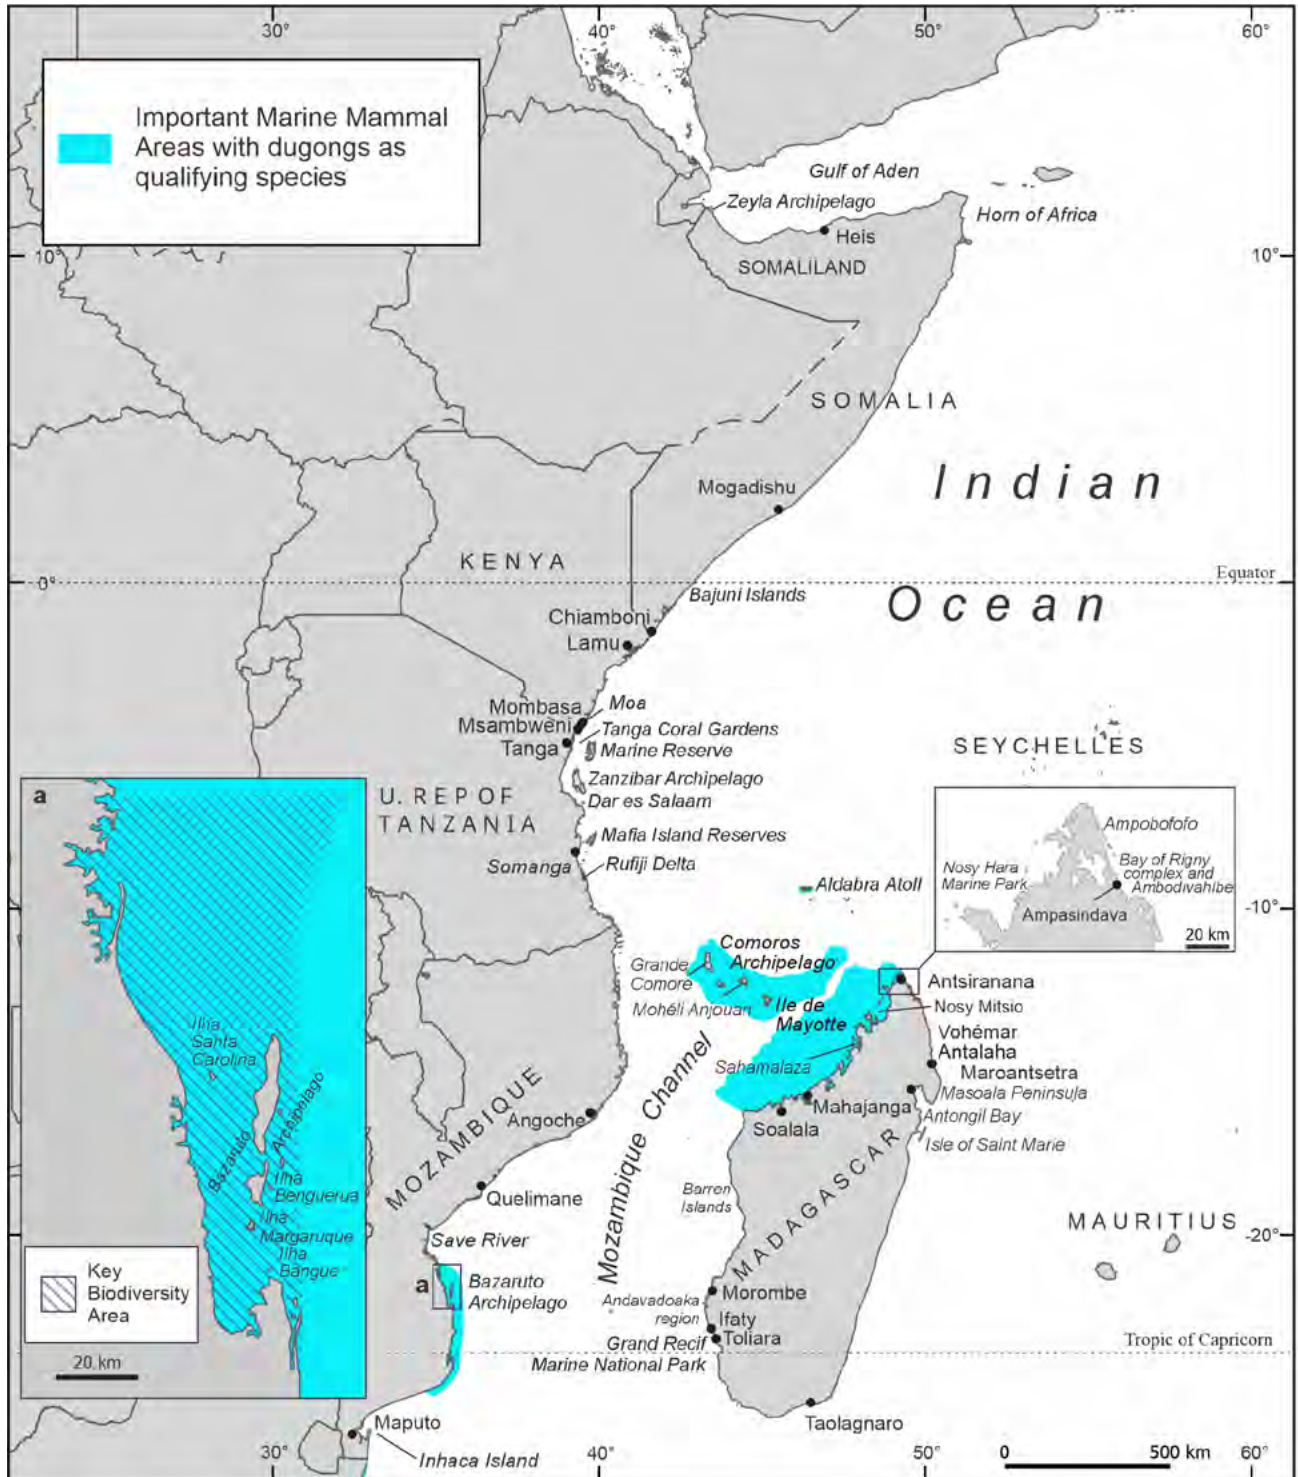 30°
40°
50°
60°
Important Marine Mammal
Areas with dugongs as
qualifying species
Gulf of Aden
Zeyla Archipelago
Horn of Africa
Heis
10°
10°
SOMALILAND
SOMALIA
Indian
Mogadishu
KENYA
0°
0°
Equator
Bajuni Islands
Ocean
Chiamboni
Lamu
Mombasa
Moa
Msambweni
Tanga Coral Gardens
Tanga
Marine Reserve
SEYCHELLES
Zanzibar Archipelago
a
U. REP OF
TANZANIA
Dar es Salaam
Mafia Island Reserves
Somanga
Rufiji Delta
Ampobofofo
Nosy Hara
Marine Park
Bay of Rigny
complex and
Ambodivahibe
Ampasindava
20 km
Aldabra Atoll
-10°
Comoros
Archipelago
Grande
Comore
Mohéli Anjouan
Ile de
Mayotte
Antsiranana
Nosy Mitsio
Vohémar
Antalaha
Maroantsetra
Sahamalaza
Masoala Peninsula
Mahajanga
Antongil Bay
Soalala
Isle of Saint Marie
Mozambique Channel
MOZAMBIQUE
Angoche
Ilha
Santa
Carolina
Bazaruto
Archipelago
Ilha
Benguerua
Ilha
Margaruque
Ilha
Bangue
Quelimane
Barren
Islands
MADAGASCAR
MAURITIUS
Save River
-20°
Key
Biodiversity
Area
20 km
a
Bazaruto
Archipelago
Morombe
Andavadoaka
region
Ifaty
Toliara
Grand Recif
Marine National Park
Tropic of Capricorn
Taolagnaro
Maputo
Inhaca Island
30°
40°
50°
60°
0
500 km